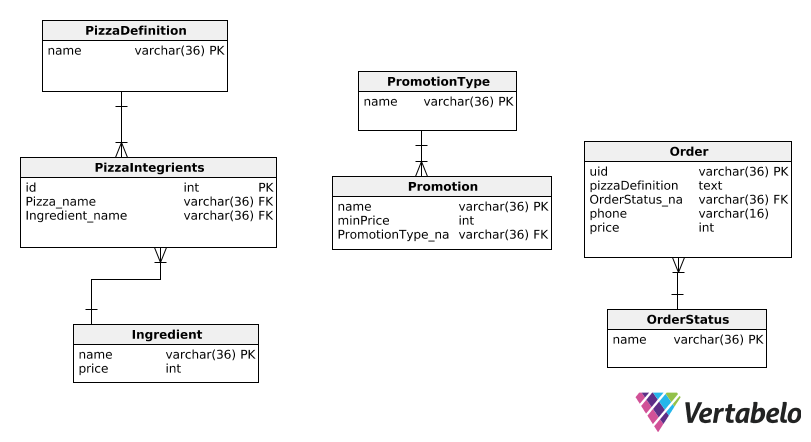 PizzaDefinition
name varchar(36) PK
PizzaIntegrients
id int PK
Pizza_name varchar(36) FK
Ingredient_name varchar(36) FK
Ingredient
name varchar(36) PK
price int
PromotionType
name varchar(36) PK
Promotion
name varchar(36) PK
minPrice int
PromotionType_na varchar(36) FK
Order
uid varchar(36) PK
pizzaDefinition text
OrderStatus_na varchar(36) FK
phone varchar(16)
price int
OrderStatus
name varchar(36) PK
Vertabelo